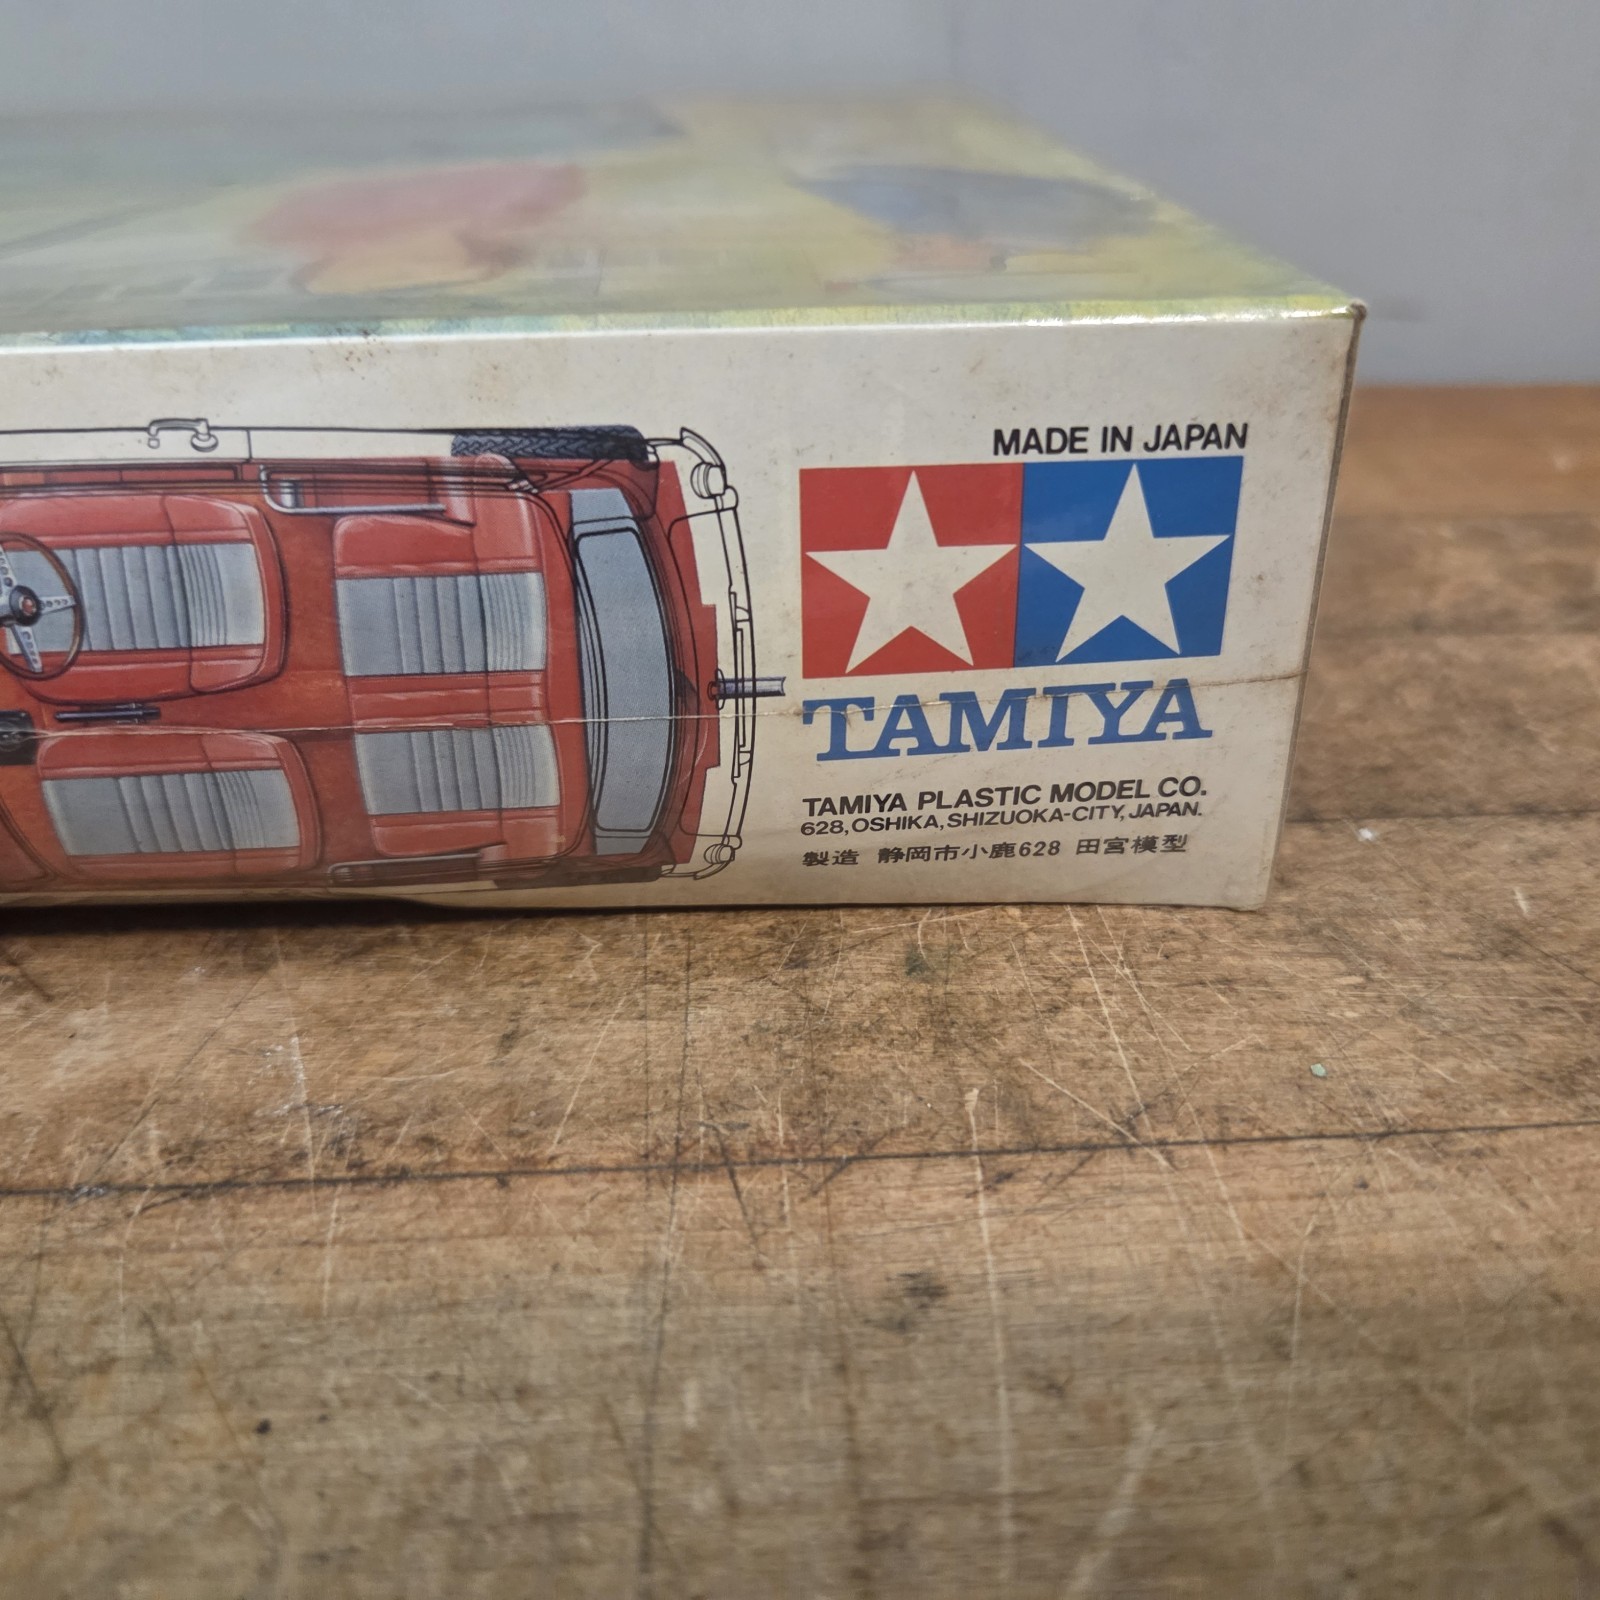 MADE IN JAPAN
TAMIYA
TAMIYA PLASTIC MODEL CO.
628, OSHIKA, SHIZUOKA-CITY, JAPAN.
製造 静岡市小鹿628 田宮模型